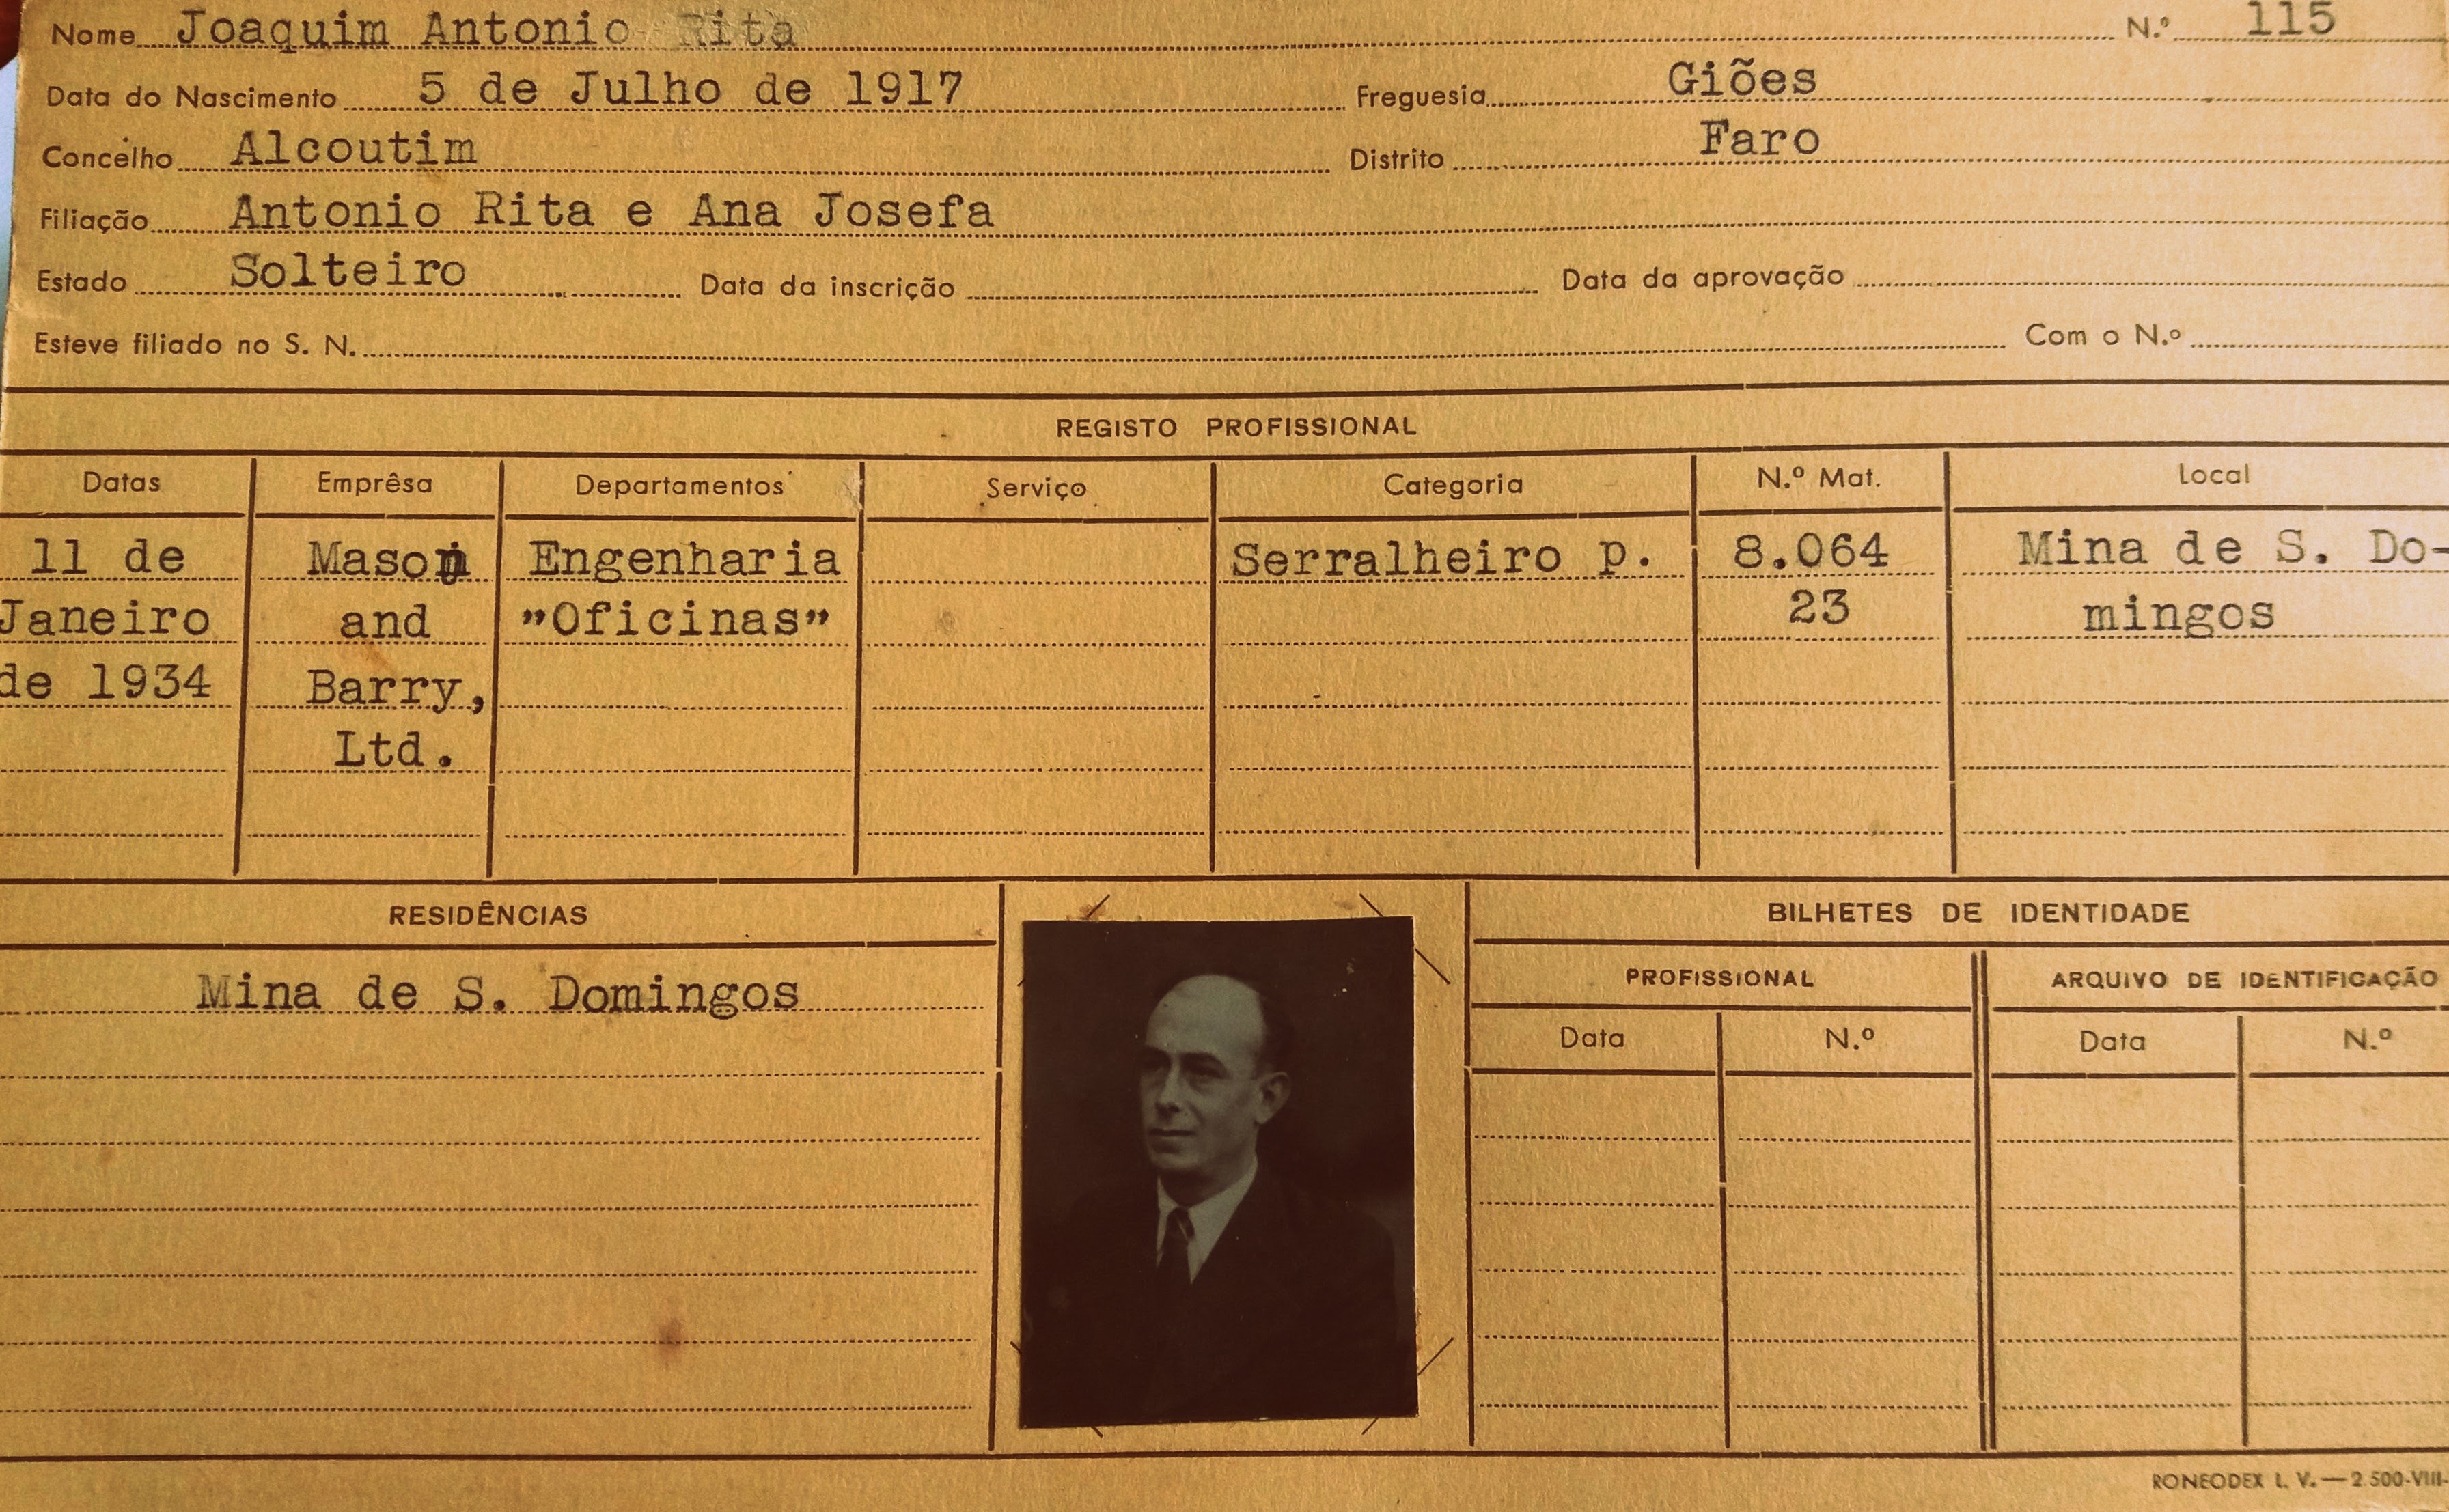 Nome Joaquim Antonio Rita N.º 115
Data do Nascimento 5 de Julho de 1917 Freguesia Giões
Concelho Alcoutim Distrito Faro
Filiação Antonio Rita e Ana Josefa
Estado Solteiro Data da inscrição Data da aprovação
Esteve filiado no S. N. Com o N.º
REGISTO PROFISSIONAL
Datas Emprêsa Departamentos Serviço Categoria N.º Mat. Local
11 de Mason Engenharia Serralheiro p. 8.064 Mina de S. Do-
Janeiro and "Oficinas" 23 mingos
de 1934 Barry,
Ltd.
RESIDÊNCIAS BILHETES DE IDENTIDADE
Mina de S. Domingos PROFISSIONAL ARQUIVO DE IDENTIFICAÇÃO
Data N.º Data N.º
RONEODEX L. V. — 2.500-VIII-